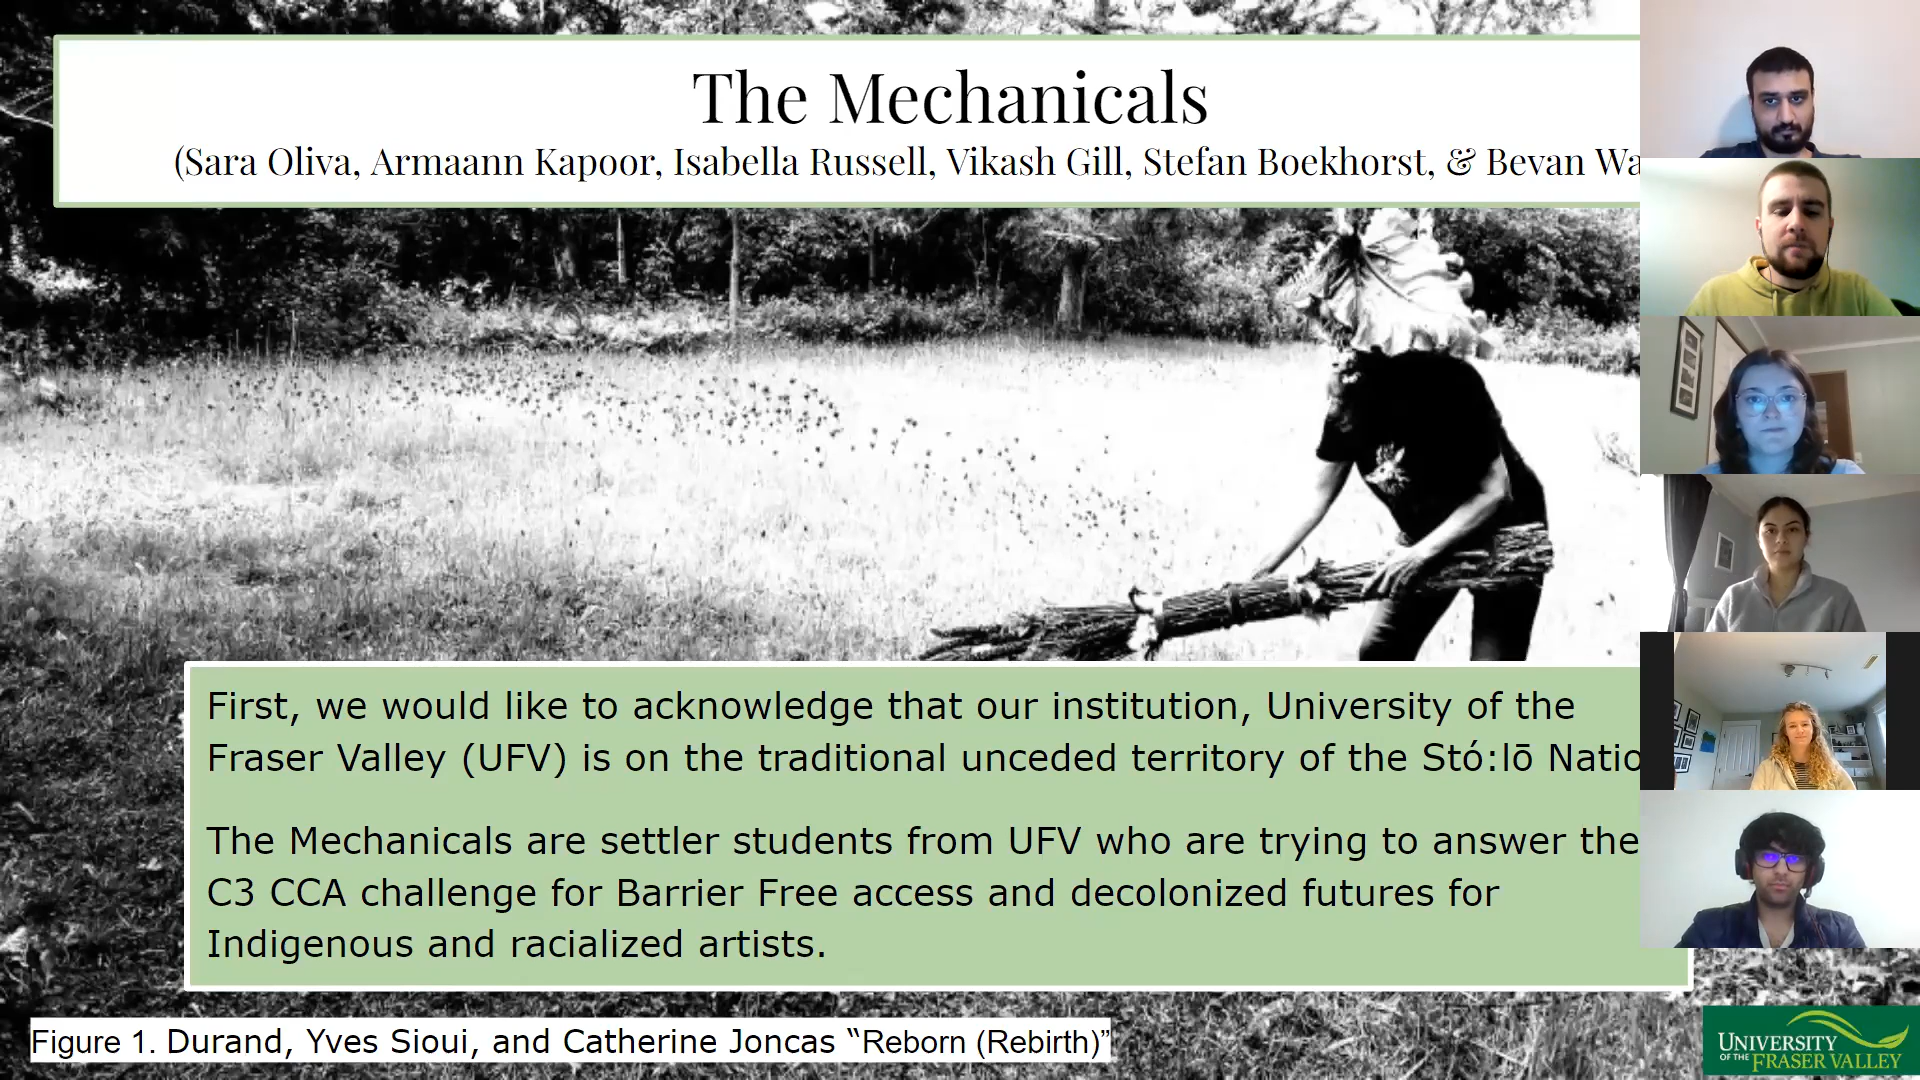 The Mechanicals
(Sara Oliva, Armaann Kapoor, Isabella Russell, Vikash Gill, Stefan Boekhorst, & Bevan Wa
First, we would like to acknowledge that our institution, University of the
Fraser Valley (UFV) is on the traditional unceded territory of the Stó:lō Natio
The Mechanicals are settler students from UFV who are trying to answer the
C3 CCA challenge for Barrier Free access and decolonized futures for
Indigenous and racialized artists.
Figure 1. Durand, Yves Sioui, and Catherine Joncas “Reborn (Rebirth)”
UNIVERSITY
OF THE FRASER VALLEY